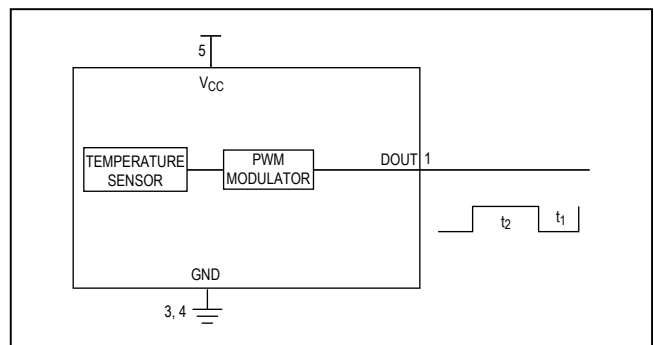 5
VCC
TEMPERATURE
SENSOR
PWM
MODULATOR
DOUT 1
t2 t1
GND
3, 4